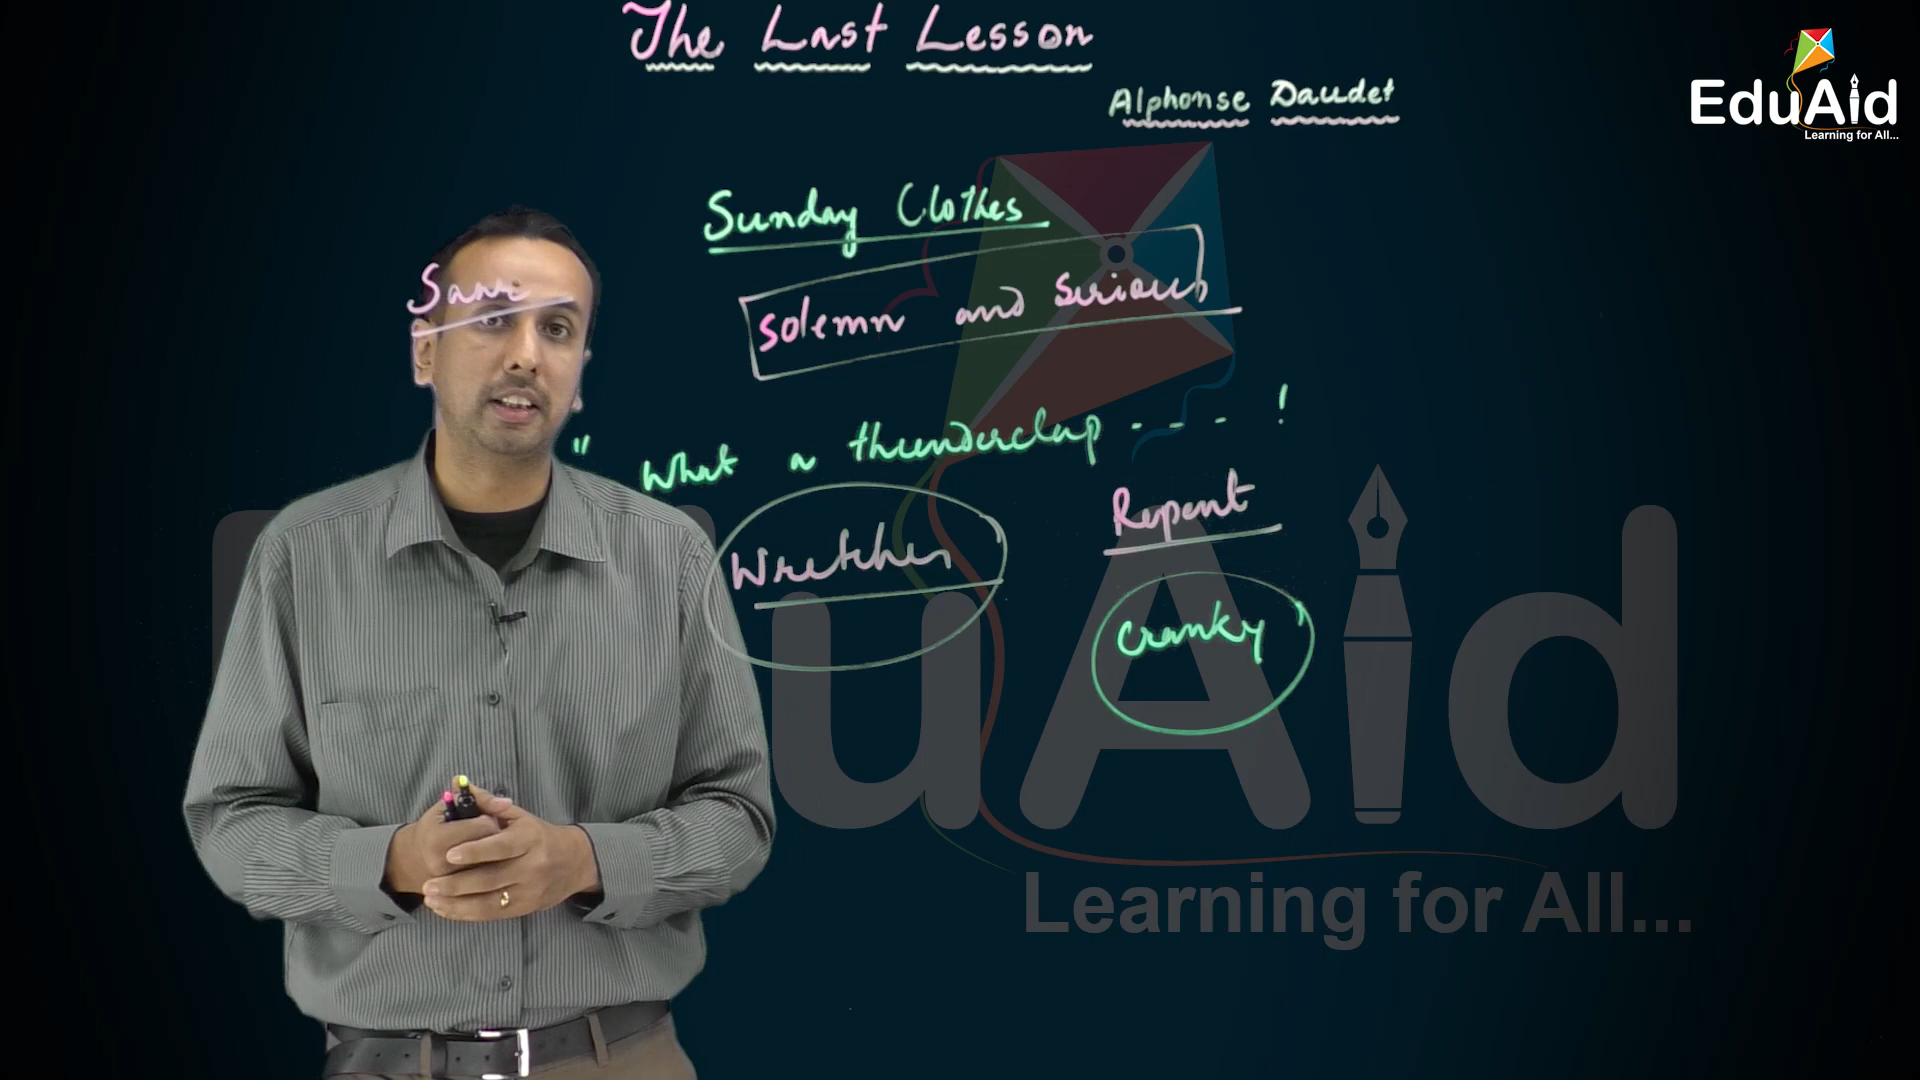 The Last Lesson
Alphonse Daudet
EduAid
Learning for All...
Sunday Clothes
solemn and serious
" What a thunderclap - - - - !
Wretches
Repent
Cranky
EduAid
Learning for All...